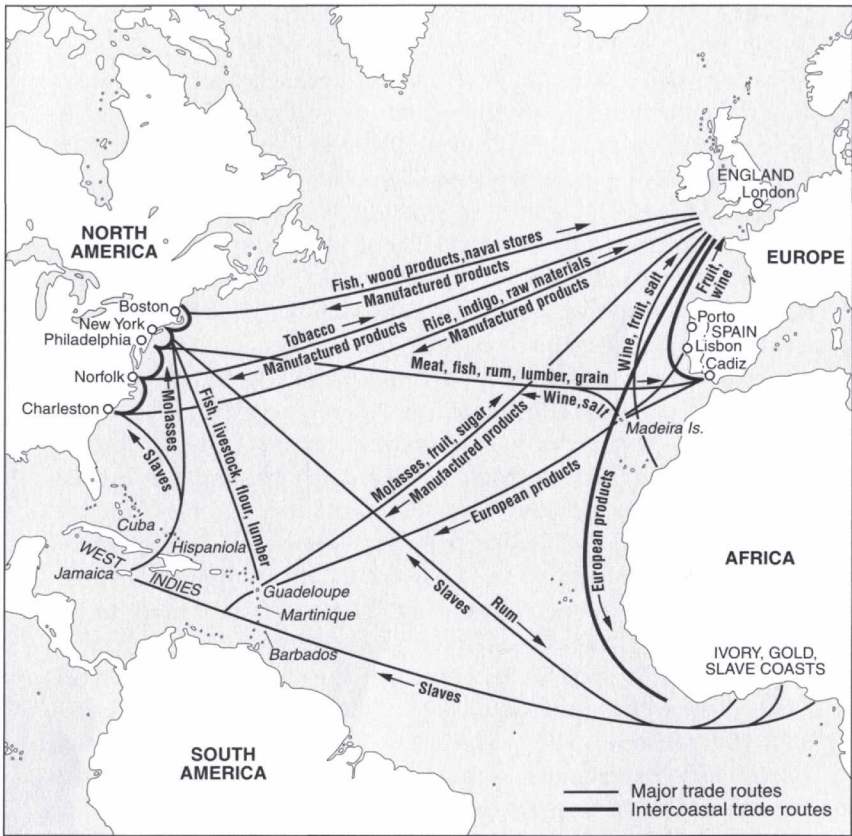 ENGLAND
London
NORTH
AMERICA
EUROPE
Fish, wood products, naval stores
Manufactured products
Rice, indigo, raw materials
Manufactured products
Tobacco
Manufactured products
Wine, fruit, salt
Fruit,
wine
Boston
New York
Philadelphia
Norfolk
Charleston
Porto
SPAIN
Lisbon
Cadiz
Meat, fish, rum, lumber, grain
Wine, salt
Madeira Is.
Molasses
Slaves
Fish, livestock, flour, lumber
Molasses, fruit, sugar
Manufactured products
European products
European products
Cuba
Hispaniola
WEST
INDIES
Jamaica
Guadeloupe
Martinique
Barbados
AFRICA
Slaves
Rum
Slaves
IVORY, GOLD,
SLAVE COASTS
SOUTH
AMERICA
Major trade routes
Intercoastal trade routes